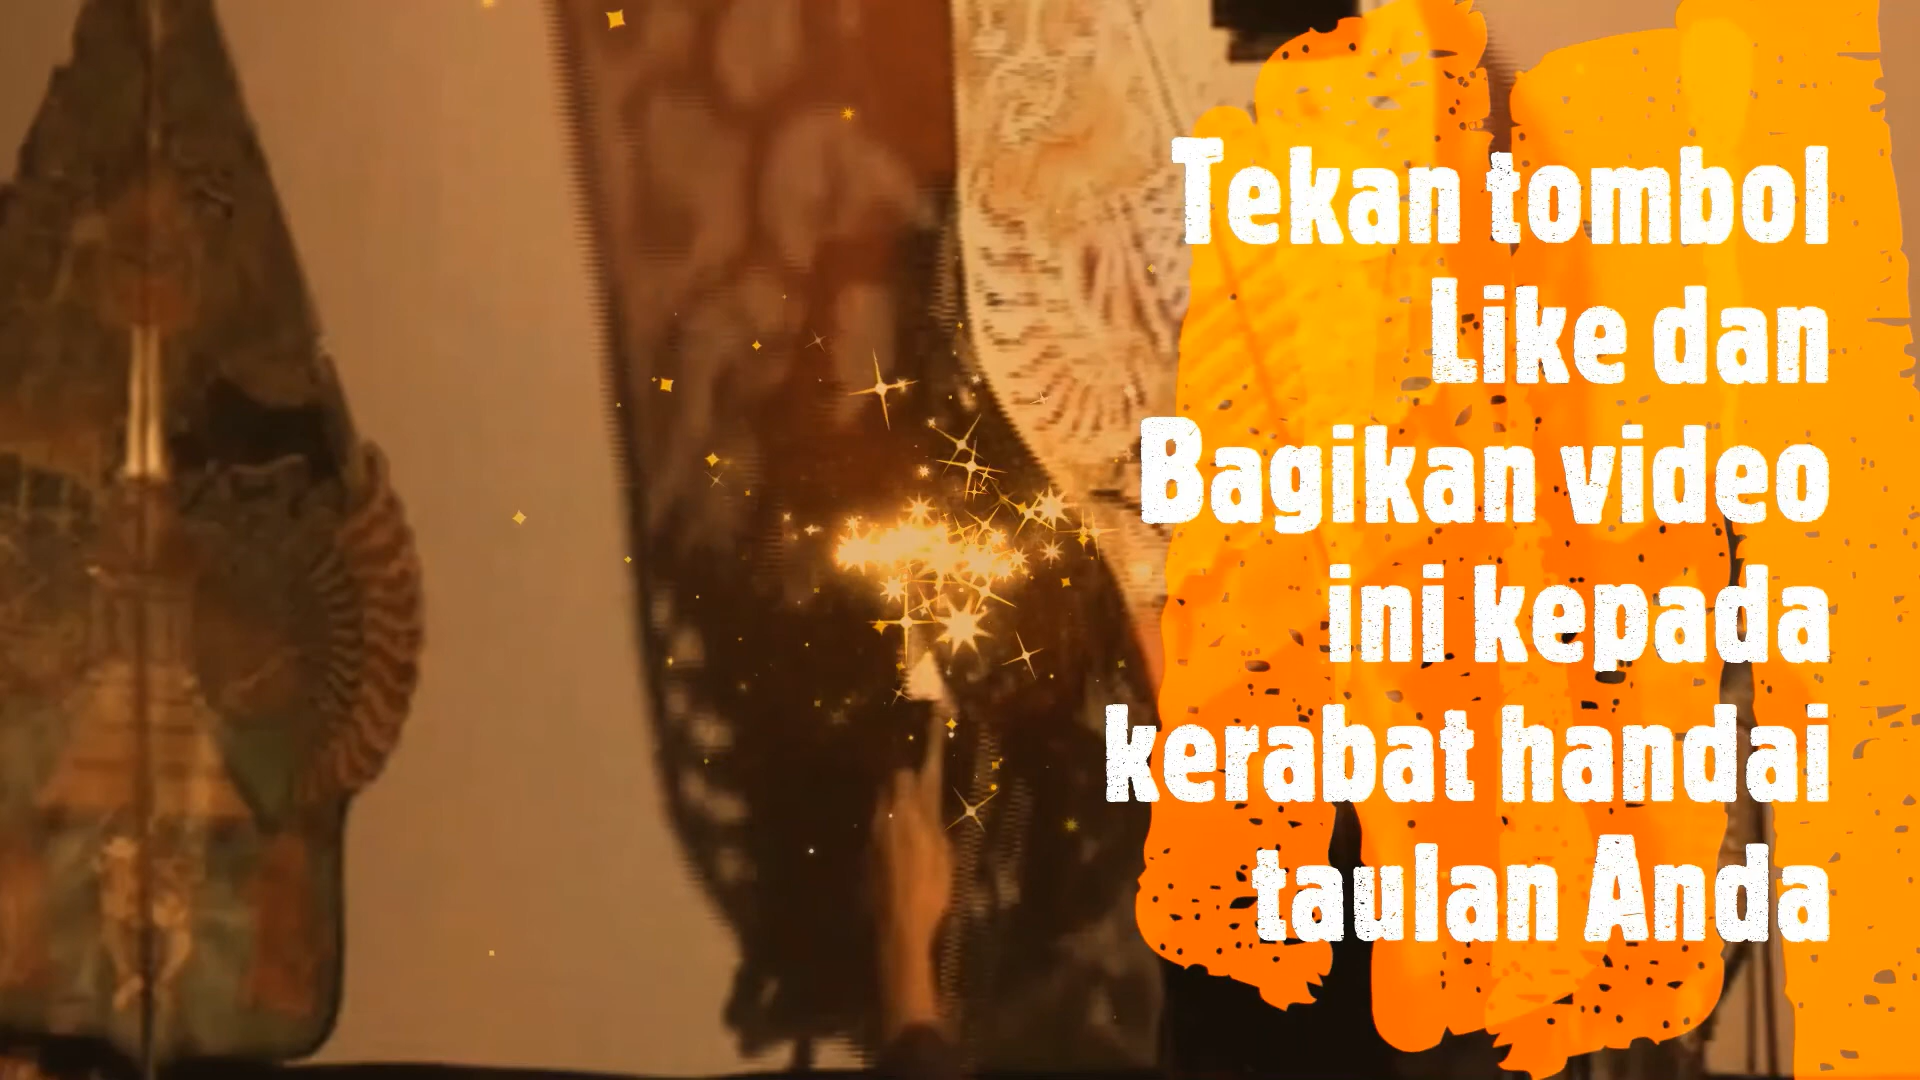 Tekan tombol
Like dan
Bagikan video
ini kepada
kerabat handai
taulan Anda